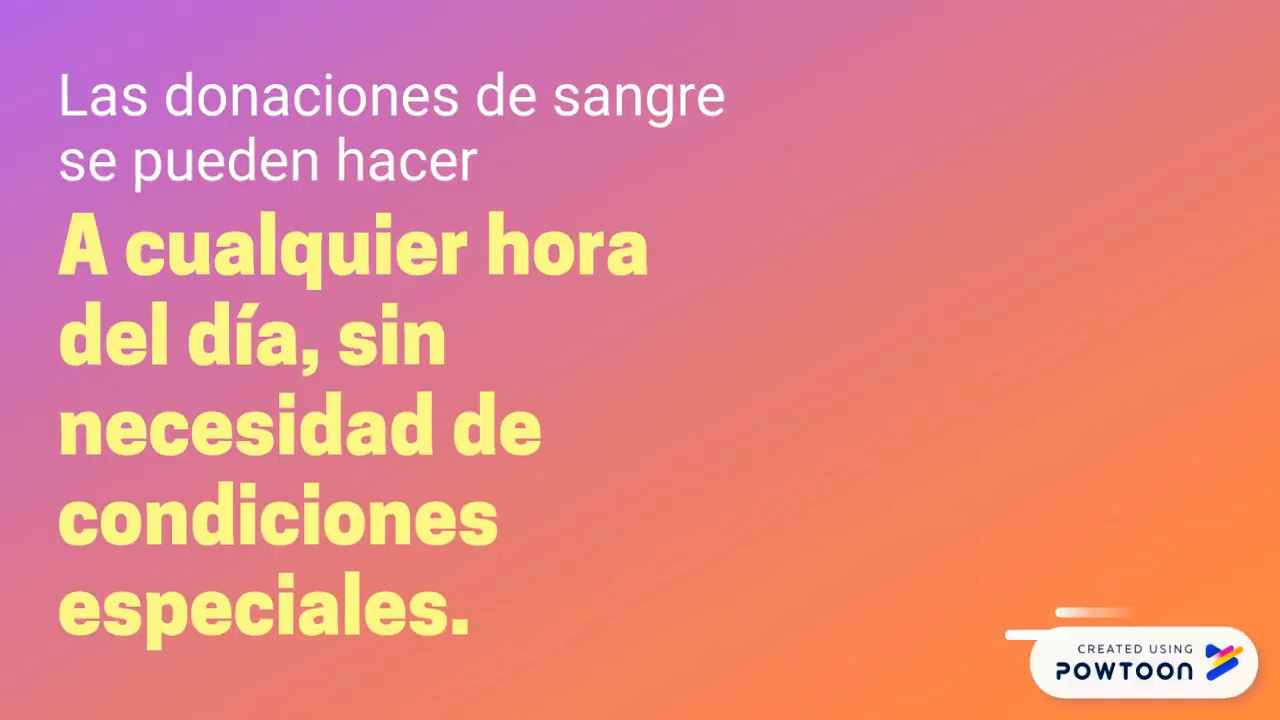 Las donaciones de sangre
se pueden hacer
A cualquier hora
del día, sin
necesidad de
condiciones
especiales.
CREATED USING
POWTOON